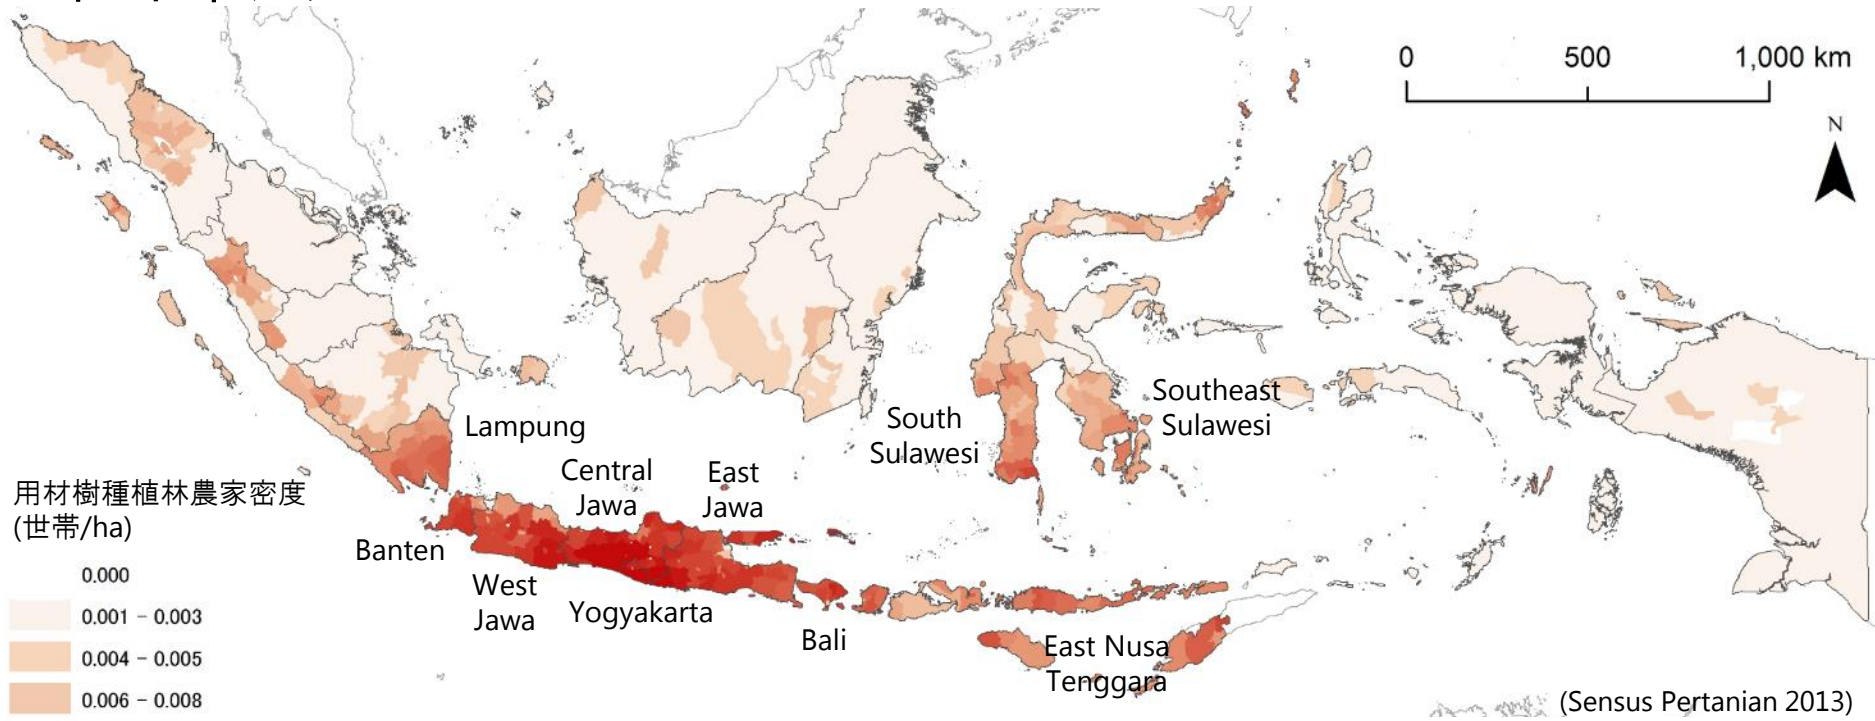 0 500 1,000 km
N
Lampung
Central
Jawa
East
Jawa
South
Sulawesi
Southeast
Sulawesi
用材樹種植林農家密度
(世帯/ha)
Banten
West
Jawa
Yogyakarta
Bali
East Nusa
Tenggara
0.000
0.001 - 0.003
0.004 - 0.005
0.006 - 0.008
(Sensus Pertanian 2013)